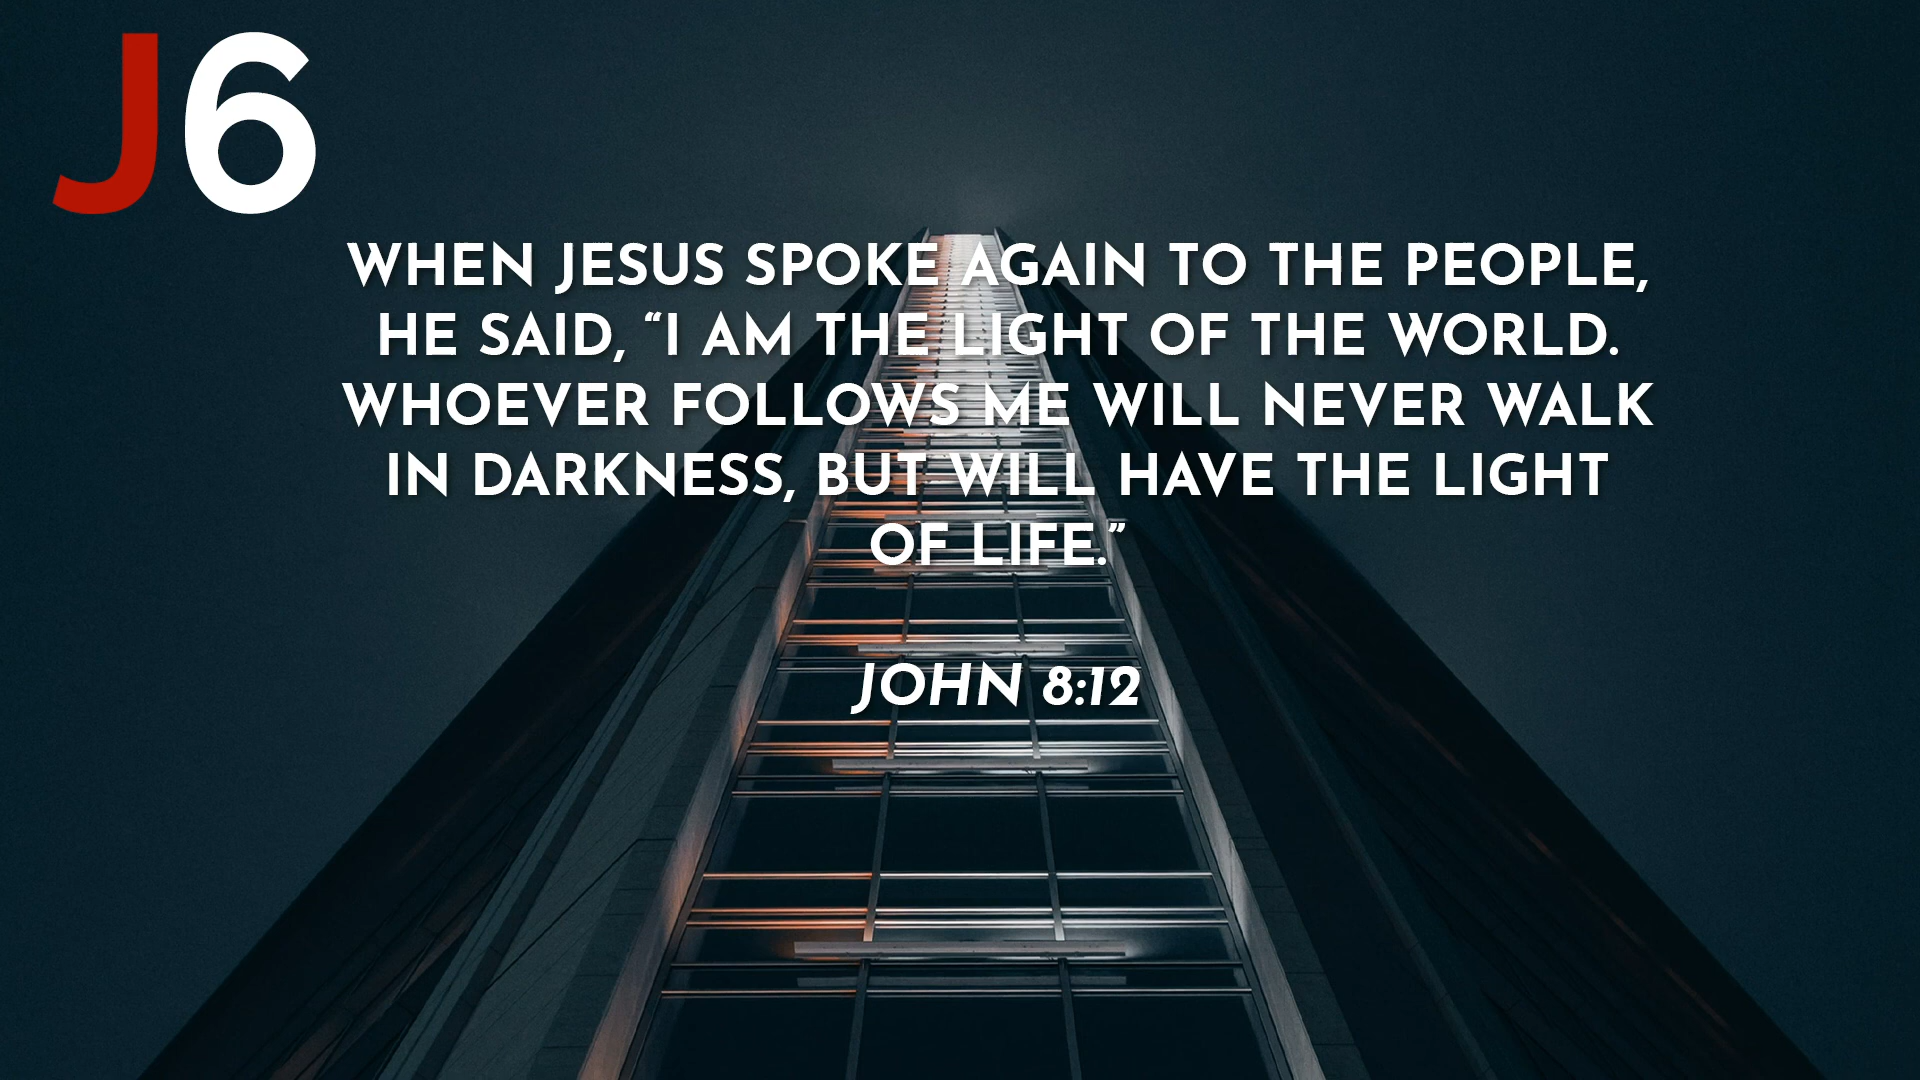 J6
WHEN JESUS SPOKE AGAIN TO THE PEOPLE,
HE SAID, “I AM THE LIGHT OF THE WORLD.
WHOEVER FOLLOWS ME WILL NEVER WALK
IN DARKNESS, BUT WILL HAVE THE LIGHT
OF LIFE.”
JOHN 8:12